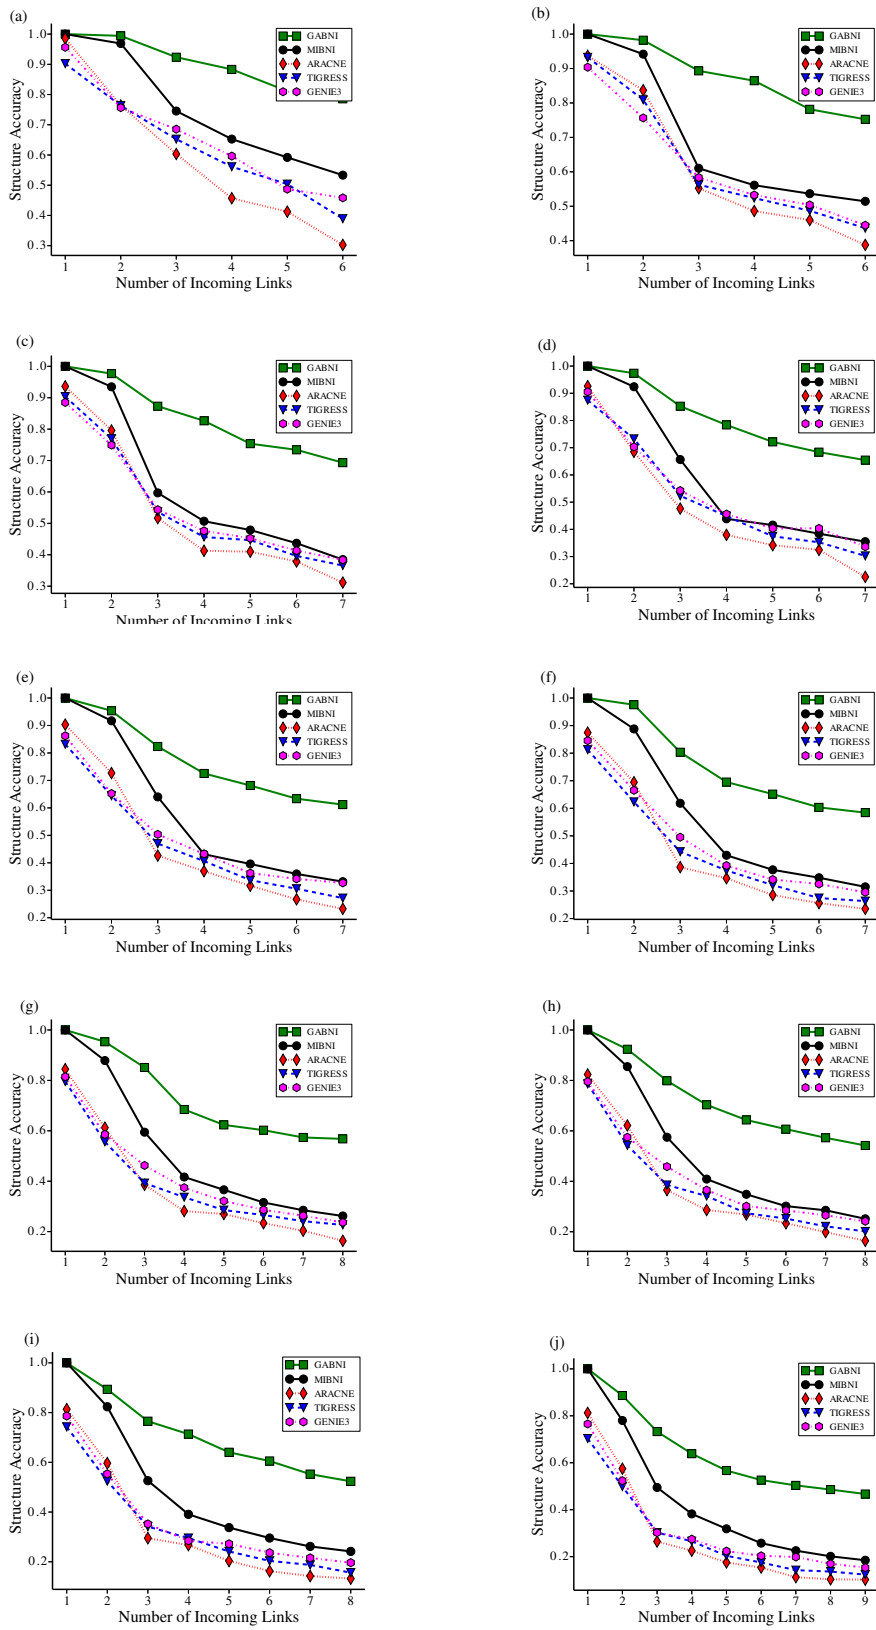 (a)
Structure Accuracy
1.0
0.9
0.8
0.7
0.6
0.5
0.4
0.3
GABNI
MIBNI
ARACNE
TIGRESS
GENIE3
1 2 3 4 5 6
Number of Incoming Links
(b)
Structure Accuracy
1.0
0.9
0.8
0.7
0.6
0.5
0.4
GABNI
MIBNI
ARACNE
TIGRESS
GENIE3
1 2 3 4 5 6
Number of Incoming Links
(c)
Structure Accuracy
1.0
0.9
0.8
0.7
0.6
0.5
0.4
0.3
GABNI
MIBNI
ARACNE
TIGRESS
GENIE3
1 2 3 4 5 6 7
Number of Incoming Links
(d)
Structure Accuracy
1.0
0.9
0.8
0.7
0.6
0.5
0.4
0.3
0.2
GABNI
MIBNI
ARACNE
TIGRESS
GENIE3
1 2 3 4 5 6 7
Number of Incoming Links
(e)
Structure Accuracy
1.0
0.9
0.8
0.7
0.6
0.5
0.4
0.3
0.2
GABNI
MIBNI
ARACNE
TIGRESS
GENIE3
1 2 3 4 5 6 7
Number of Incoming Links
(f)
Structure Accuracy
1.0
0.9
0.8
0.7
0.6
0.5
0.4
0.3
0.2
GABNI
MIBNI
ARACNE
TIGRESS
GENIE3
1 2 3 4 5 6 7
Number of Incoming Links
(g)
Structure Accuracy
1.0
0.8
0.6
0.4
0.2
GABNI
MIBNI
ARACNE
TIGRESS
GENIE3
1 2 3 4 5 6 7 8
Number of Incoming Links
(h)
Structure Accuracy
1.0
0.8
0.6
0.4
0.2
GABNI
MIBNI
ARACNE
TIGRESS
GENIE3
1 2 3 4 5 6 7 8
Number of Incoming Links
(i)
Structure Accuracy
1.0
0.8
0.6
0.4
0.2
GABNI
MIBNI
ARACNE
TIGRESS
GENIE3
1 2 3 4 5 6 7 8
Number of Incoming Links
(j)
Structure Accuracy
1.0
0.8
0.6
0.4
0.2
GABNI
MIBNI
ARACNE
TIGRESS
GENIE3
1 2 3 4 5 6 7 8 9
Number of Incoming Links